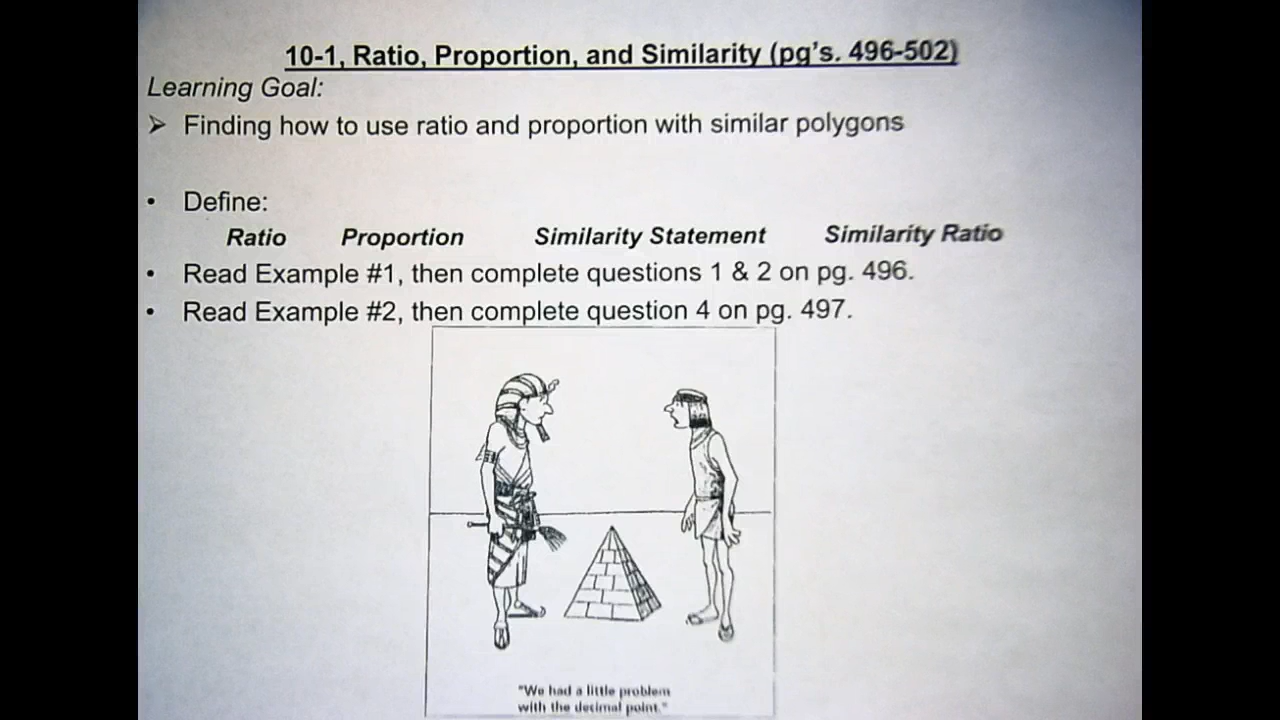 10-1, Ratio, Proportion, and Similarity (pg's. 496-502)
Learning Goal:
➢ Finding how to use ratio and proportion with similar polygons
• Define:
Ratio Proportion Similarity Statement Similarity Ratio
• Read Example #1, then complete questions 1 & 2 on pg. 496.
• Read Example #2, then complete question 4 on pg. 497.
"We had a little problem
with the decimal point."